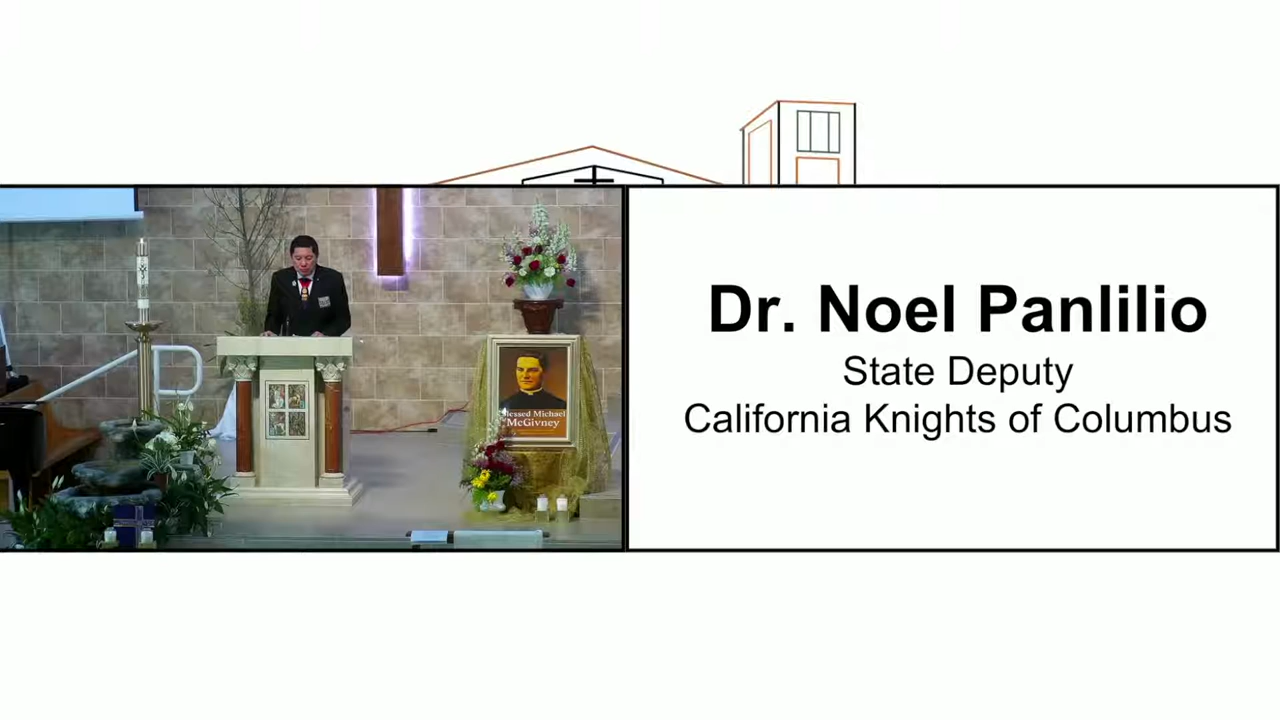 Blessed Michael
McGivney
Dr. Noel Panlilio
State Deputy
California Knights of Columbus